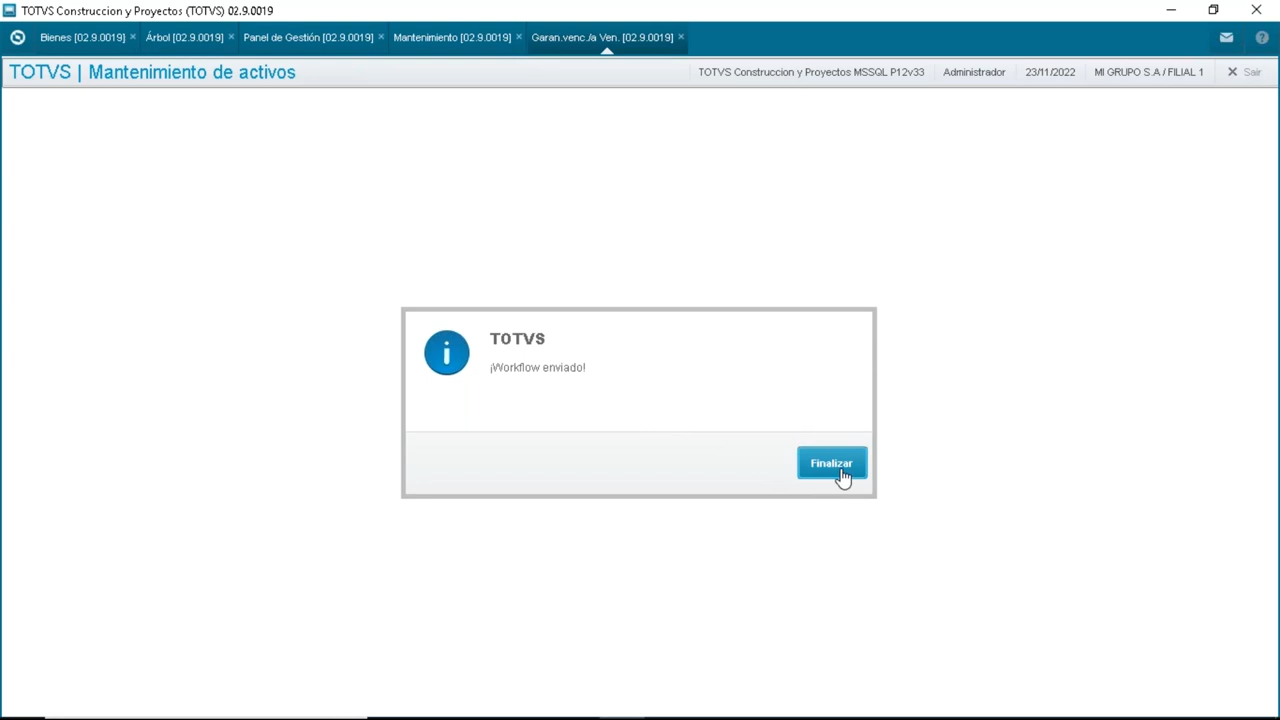 TOTVS Construccion y Proyectos (TOTVS) 02.9.0019
Bienes [02.9.0019] Árbol [02.9.0019] Panel de Gestión [02.9.0019] Mantenimiento [02.9.0019] Garan.venc./a Ven. [02.9.0019]
TOTVS | Mantenimiento de activos TOTVS Construccion y Proyectos MSSQL P12v33 Administrador 23/11/2022 MI GRUPO S.A / FILIAL 1 Sair
TOTVS
¡Workflow enviado!
Finalizar